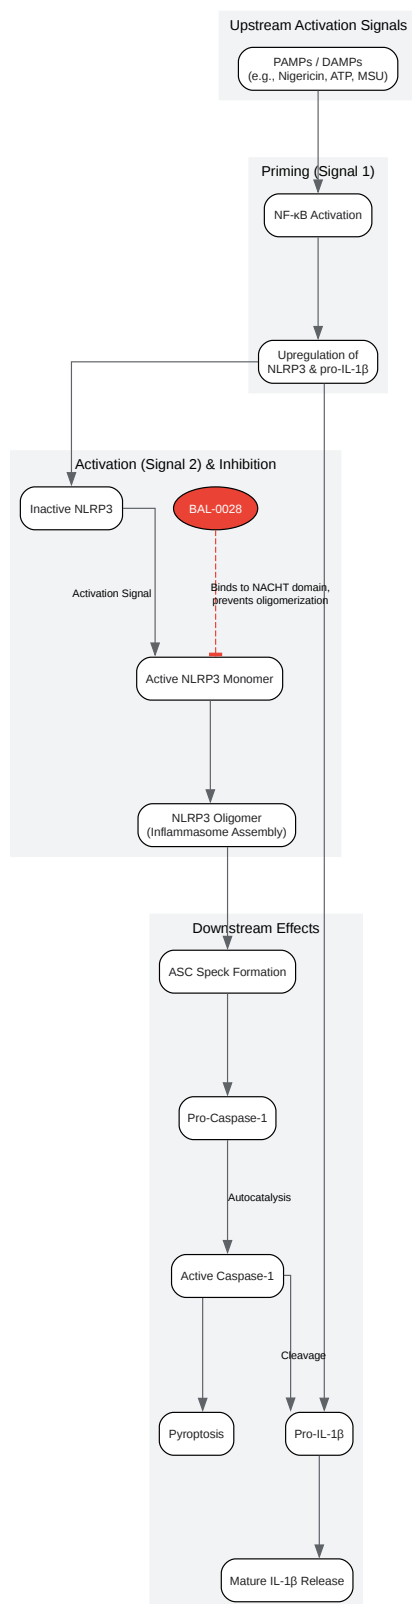 Upstream Activation Signals
PAMPs / DAMPs
(e.g., Nigericin, ATP, MSU)
Priming (Signal 1)
NF-κB Activation
Upregulation of
NLRP3 & pro-IL-1β
Activation (Signal 2) & Inhibition
Inactive NLRP3
BAL-0028
Activation Signal
Binds to NACHT domain,
prevents oligomerization
Active NLRP3 Monomer
NLRP3 Oligomer
(Inflammasome Assembly)
Downstream Effects
ASC Speck Formation
Pro-Caspase-1
Autocatalysis
Active Caspase-1
Cleavage
Pyroptosis
Pro-IL-1β
Mature IL-1β Release